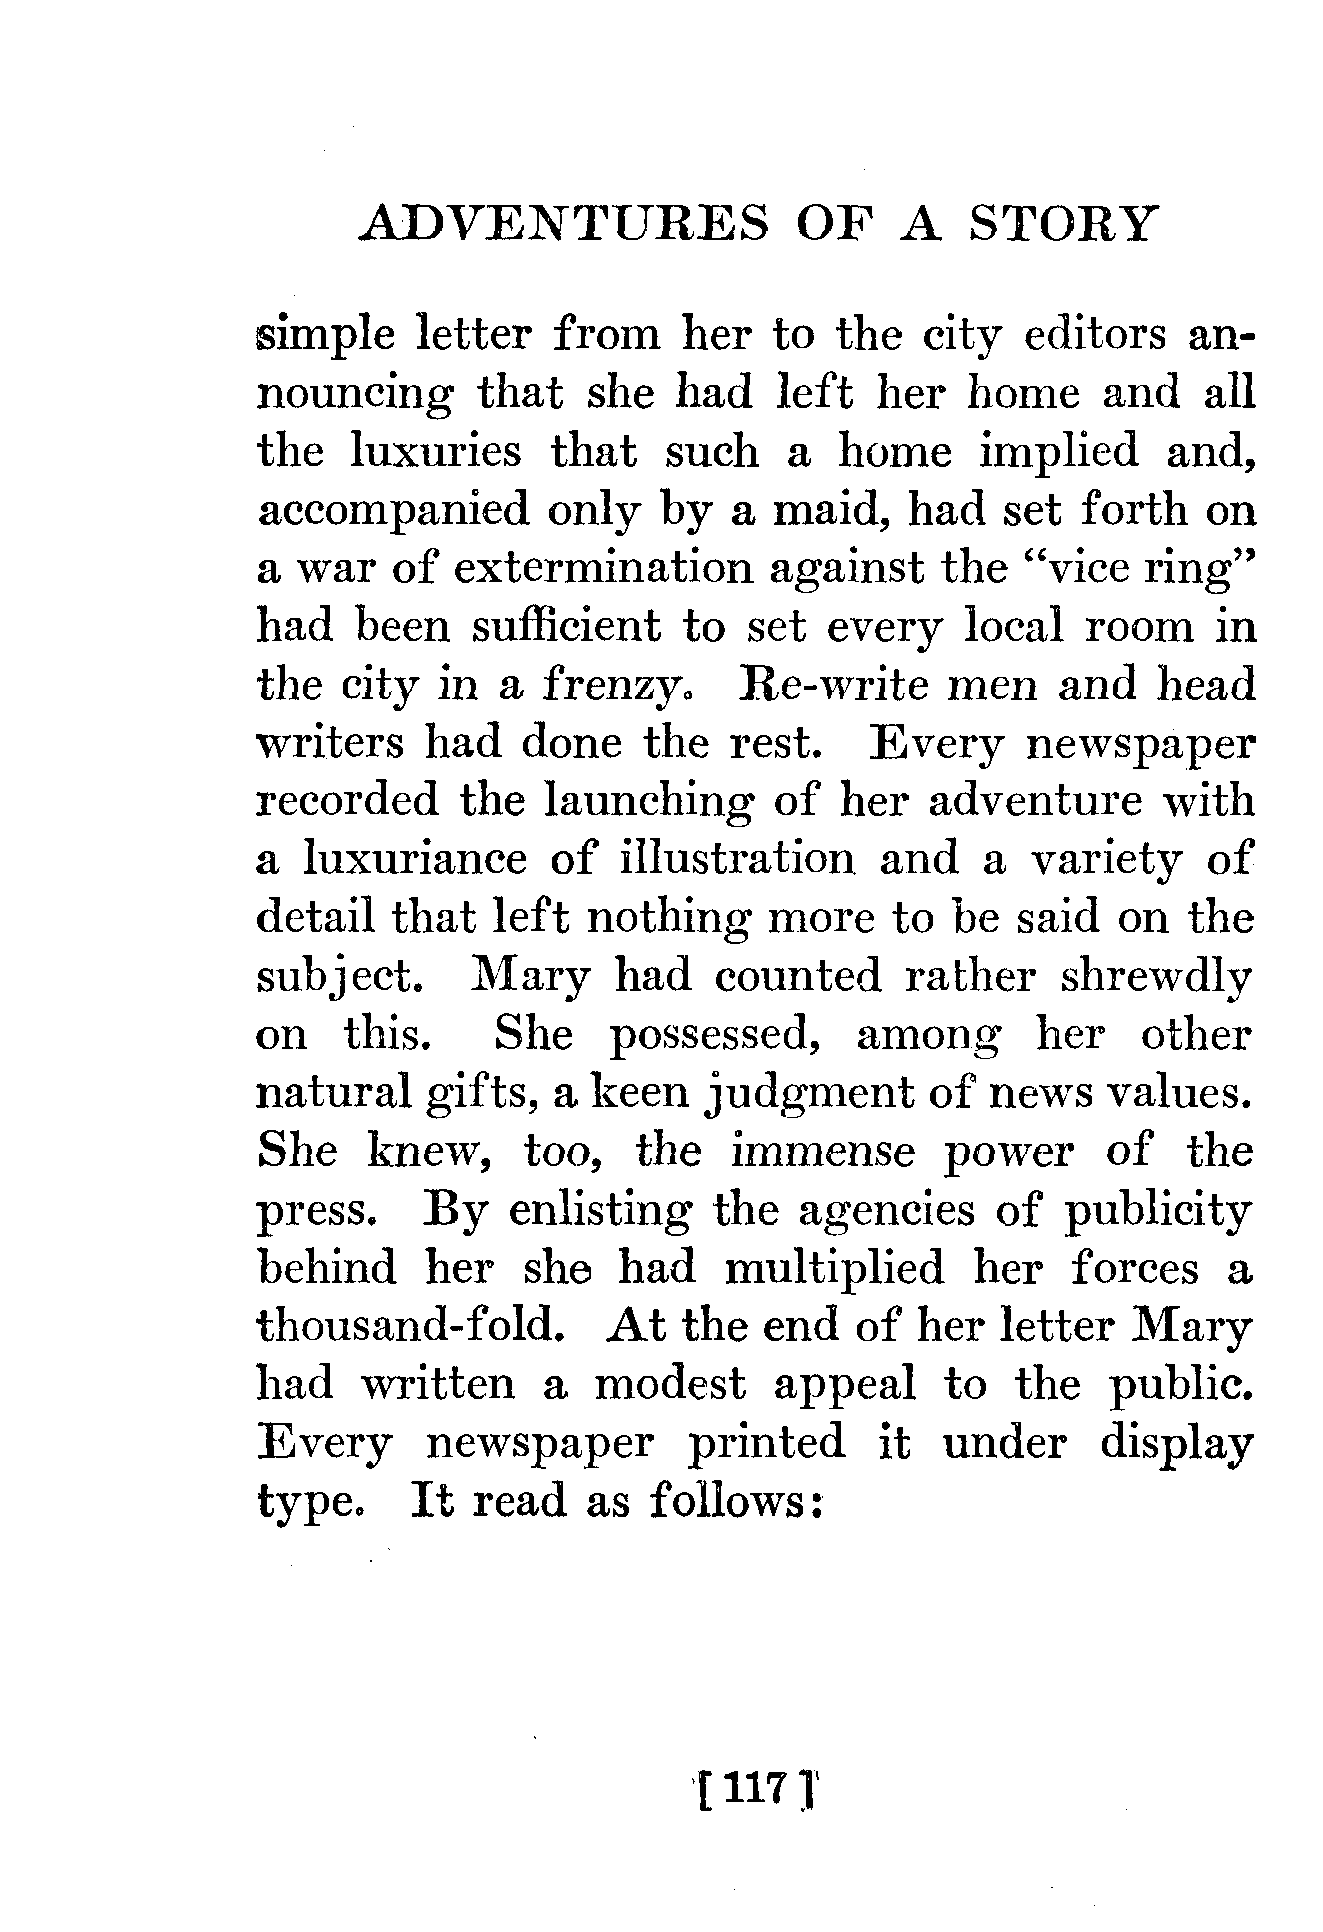 ADVENTURES OF A STORY
simple letter from her to the city editors an-
nouncing that she had left her home and all
the luxuries that such a home implied and,
accompanied only by a maid, had set forth on
a war of extermination against the “vice ring”
had been sufficient to set every local room in
the city in a frenzy. Re-write men and head
writers had done the rest. Every newspaper
recorded the launching of her adventure with
a luxuriance of illustration and a variety of
detail that left nothing more to be said on the
subject. Mary had counted rather shrewdly
on this. She possessed, among her other
natural gifts, a keen judgment of news values.
She knew, too, the immense power of the
press. By enlisting the agencies of publicity
behind her she had multiplied her forces a
thousand-fold. At the end of her letter Mary
had written a modest appeal to the public.
Every newspaper printed it under display
type. It read as follows:
[ 117 ]